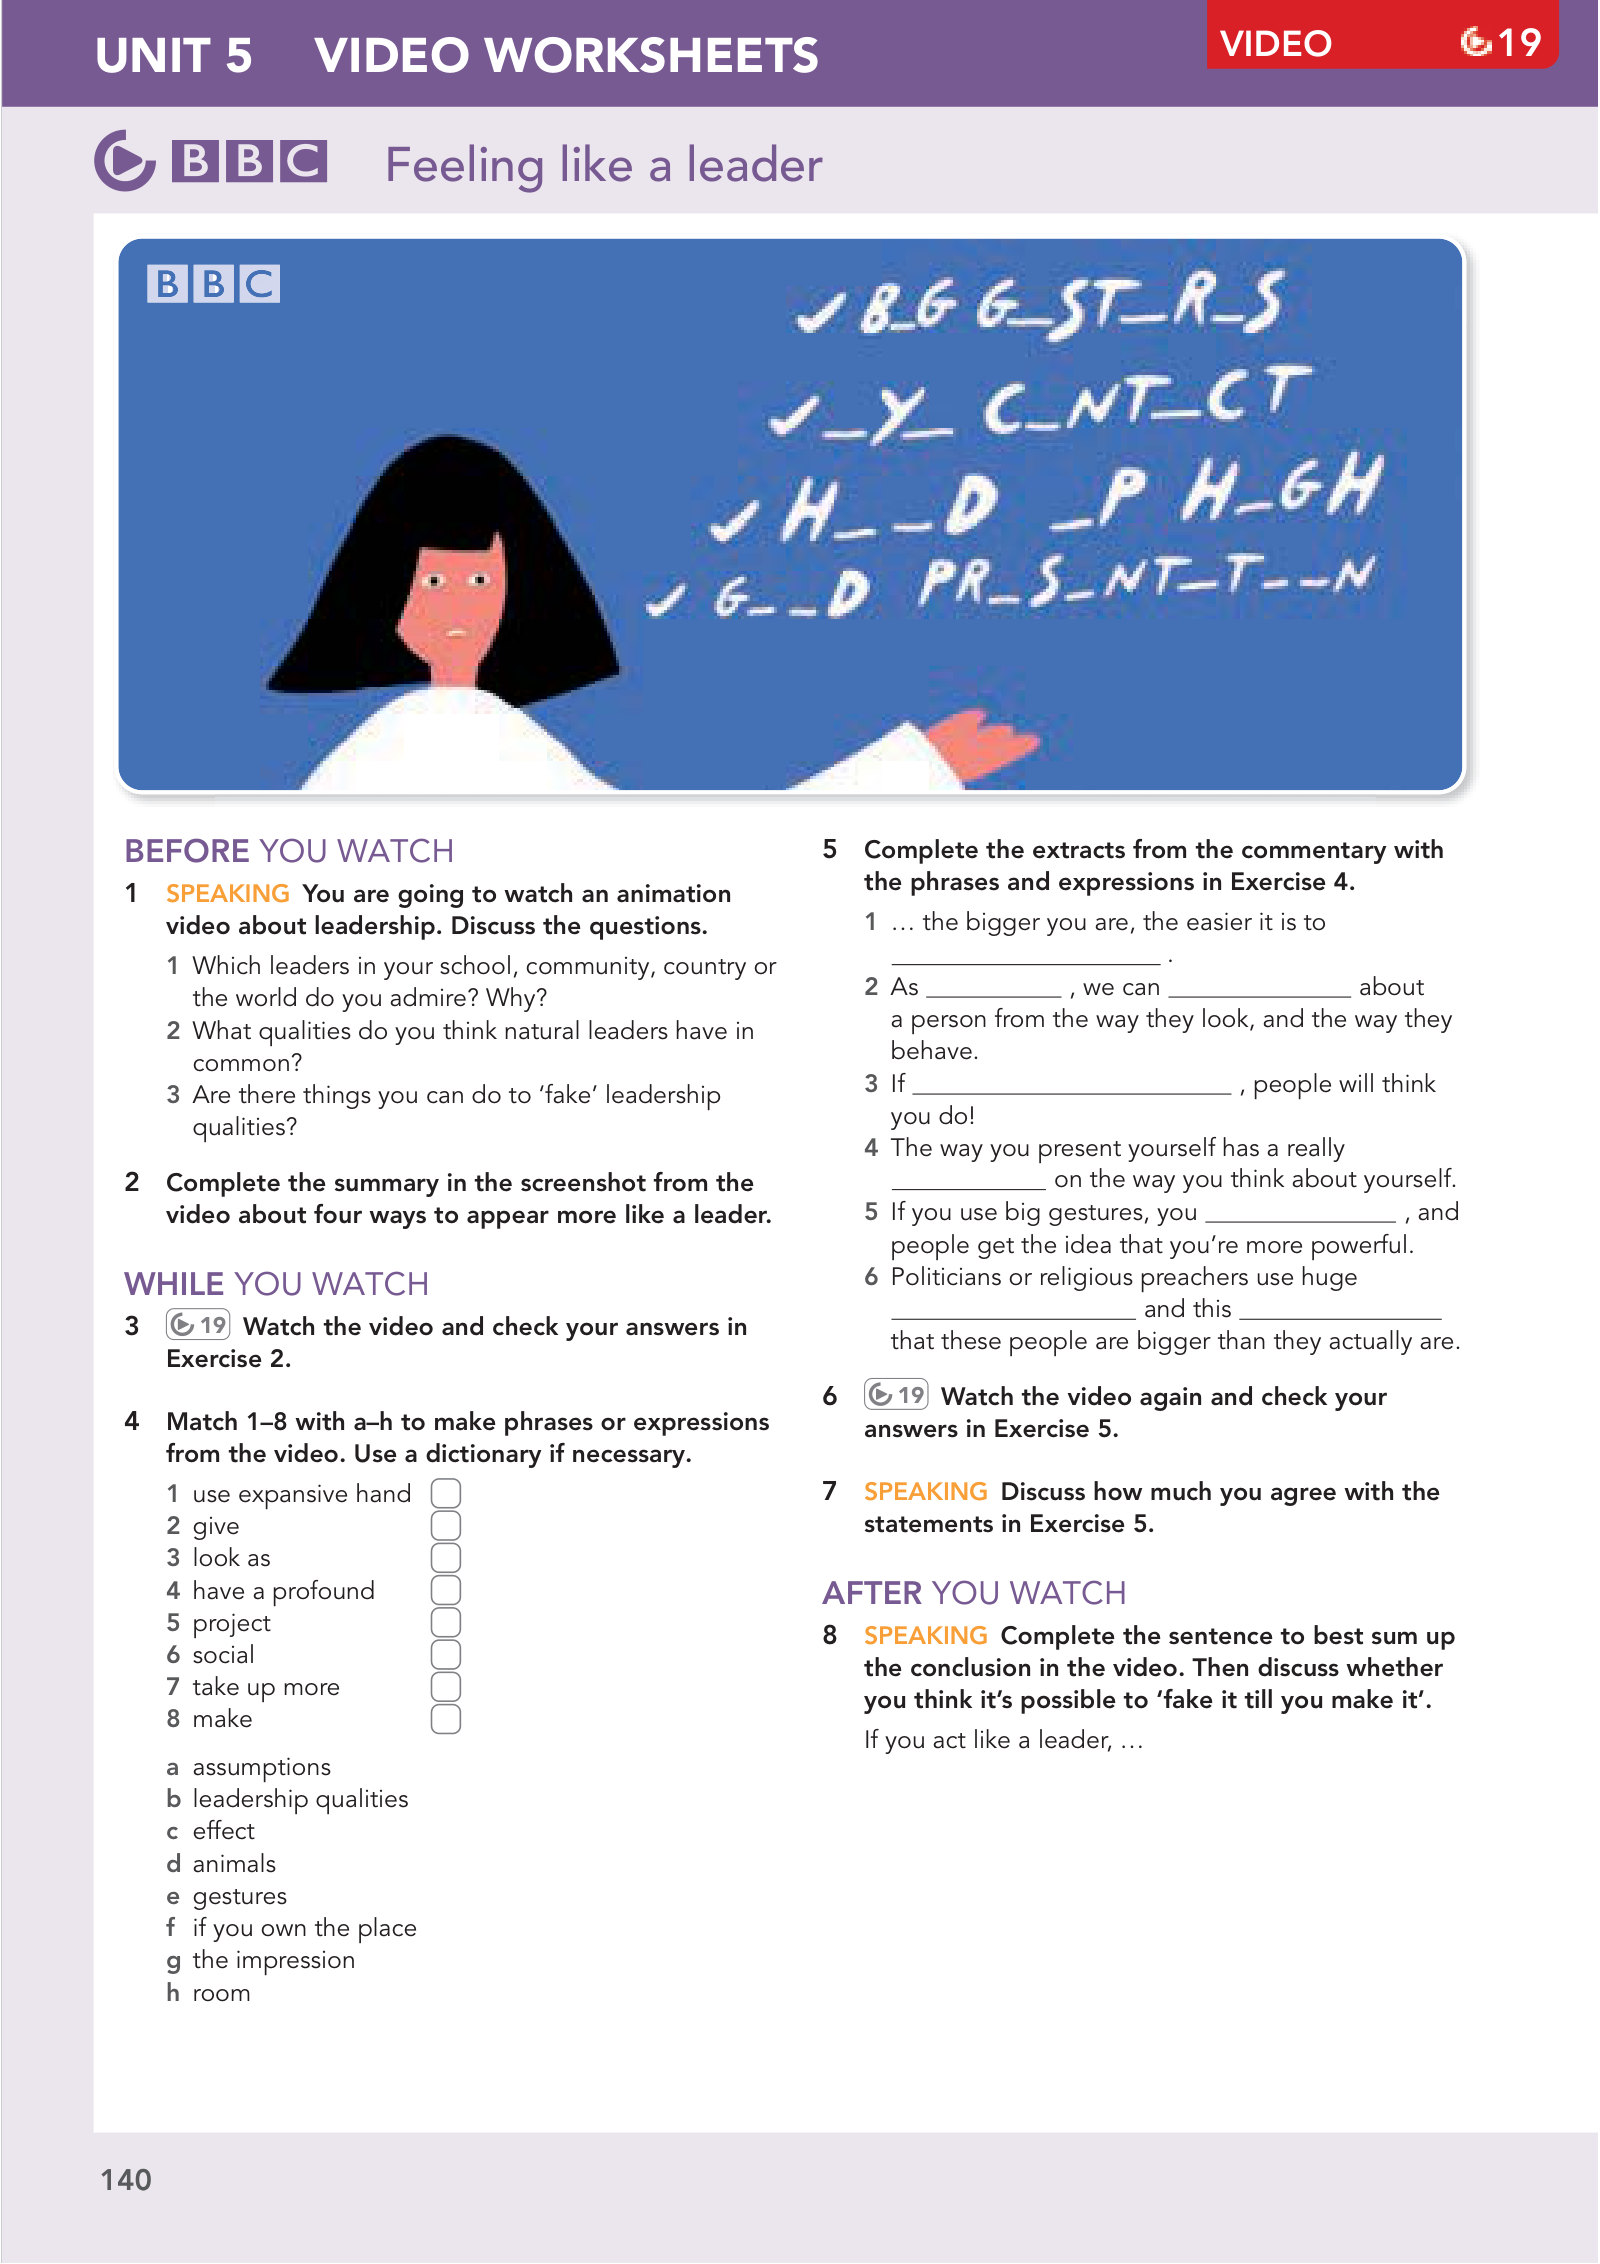 UNIT 5 VIDEO WORKSHEETS
VIDEO 19
BBC Feeling like a leader
BBC
✓ B_G G_ST_R_S
✓ _Y_ C_NT_CT
✓ H_ _D _P H_GH
✓ G_ _D PR_S_NT_T_ _N
BEFORE YOU WATCH
1 SPEAKING You are going to watch an animation
video about leadership. Discuss the questions.
1 Which leaders in your school, community, country or
the world do you admire? Why?
2 What qualities do you think natural leaders have in
common?
3 Are there things you can do to ‘fake’ leadership
qualities?
2 Complete the summary in the screenshot from the
video about four ways to appear more like a leader.
WHILE YOU WATCH
3 19 Watch the video and check your answers in
Exercise 2.
4 Match 1–8 with a–h to make phrases or expressions
from the video. Use a dictionary if necessary.
1 use expansive hand
2 give
3 look as
4 have a profound
5 project
6 social
7 take up more
8 make
a assumptions
b leadership qualities
c effect
d animals
e gestures
f if you own the place
g the impression
h room
5 Complete the extracts from the commentary with
the phrases and expressions in Exercise 4.
1 … the bigger you are, the easier it is to
____________________ .
2 As __________ , we can ______________ about
a person from the way they look, and the way they
behave.
3 If ________________________ , people will think
you do!
4 The way you present yourself has a really
____________ on the way you think about yourself.
5 If you use big gestures, you ______________ , and
people get the idea that you’re more powerful.
6 Politicians or religious preachers use huge
__________________ and this _______________
that these people are bigger than they actually are.
6 19 Watch the video again and check your
answers in Exercise 5.
7 SPEAKING Discuss how much you agree with the
statements in Exercise 5.
AFTER YOU WATCH
8 SPEAKING Complete the sentence to best sum up
the conclusion in the video. Then discuss whether
you think it’s possible to ‘fake it till you make it’.
If you act like a leader, …
140